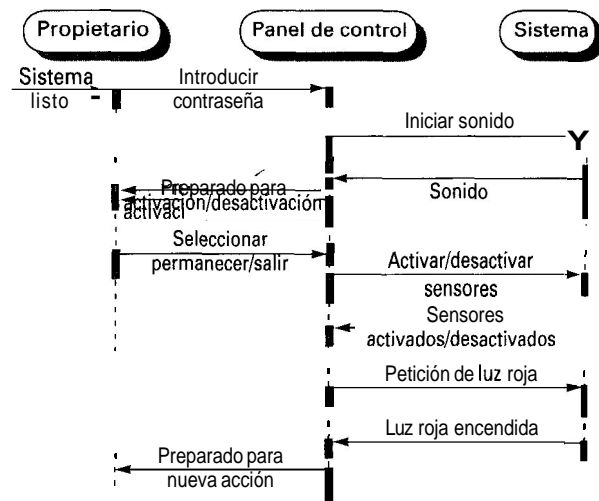 Propietario
Panel de control
Sistema
Sistema
listo
Introducir
contraseña
Iniciar sonido
Sonido
Preparado para
activación/desactivación
activaci
Seleccionar
permanecer/salir
Activar/desactivar
sensores
Sensores
activados/desactivados
Petición de luz roja
Luz roja encendida
Preparado para
nueva acción